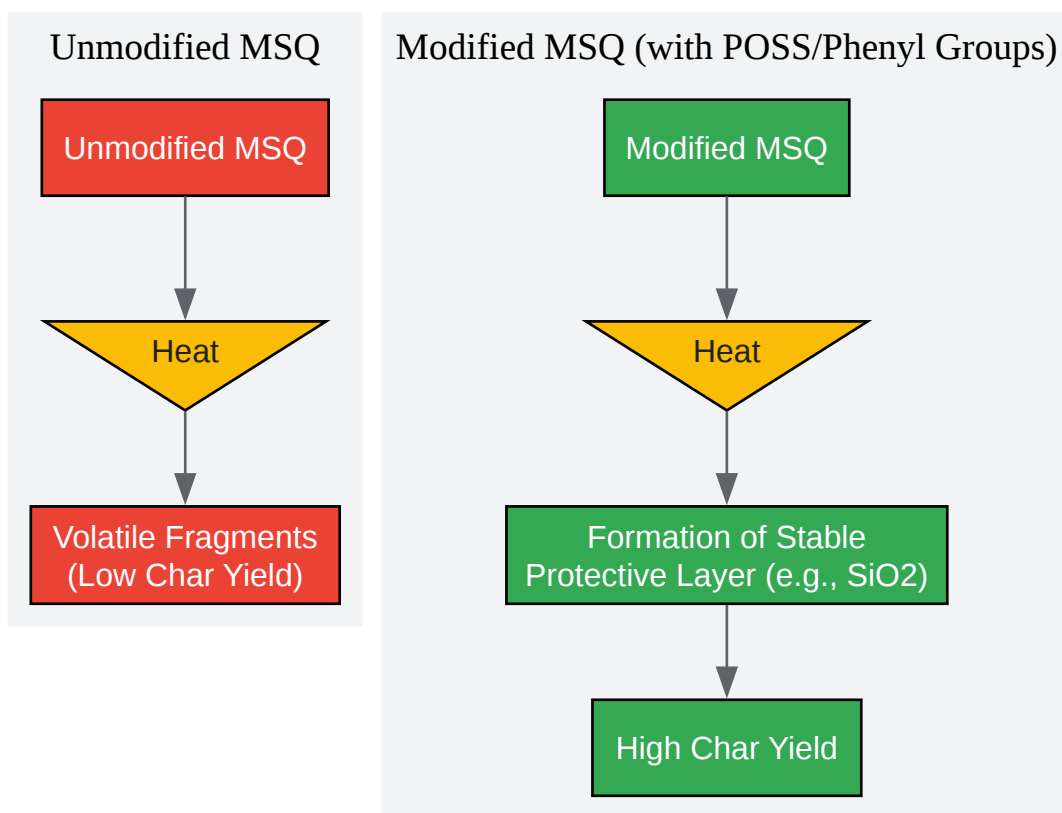 Unmodified MSQ
Unmodified MSQ
Heat
Volatile Fragments
(Low Char Yield)
Modified MSQ (with POSS/Phenyl Groups)
Modified MSQ
Heat
Formation of Stable
Protective Layer (e.g., SiO2)
High Char Yield